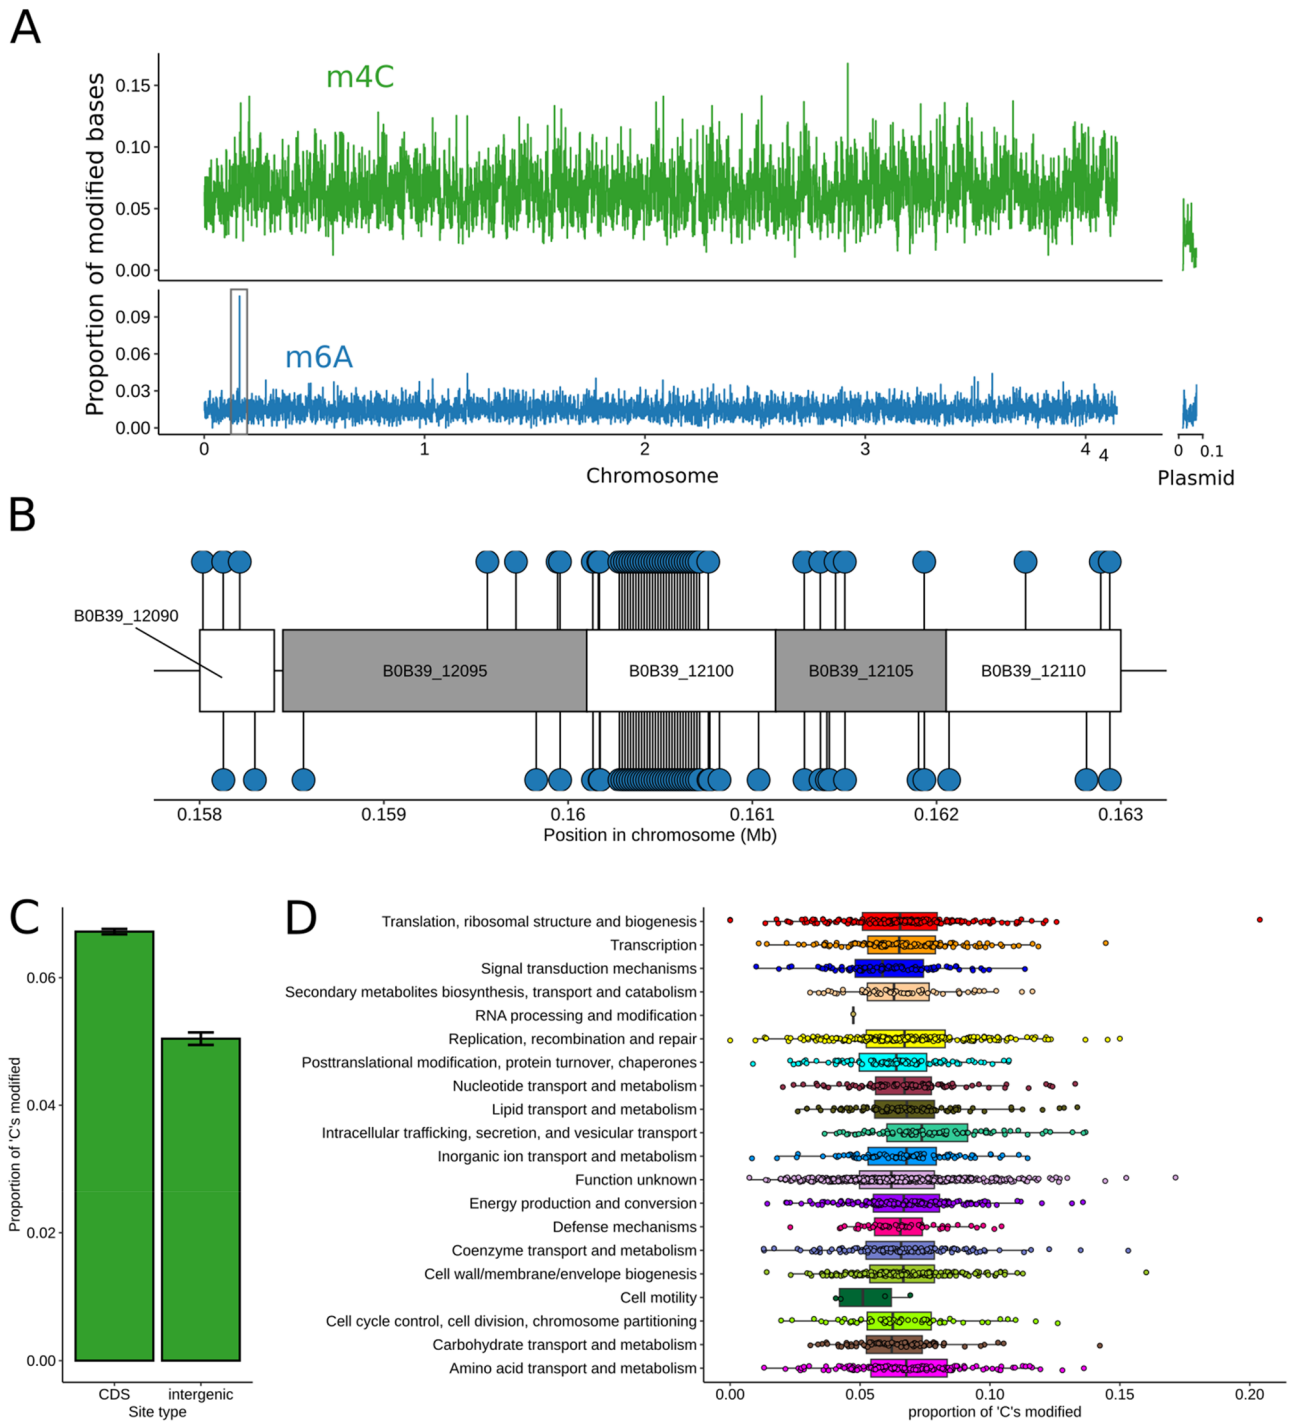 A
Proportion of modified bases
m4C
0.15
0.10
0.05
0.00
m6A
0.09
0.06
0.03
0.00
0 1 2 3 4 4 0 0.1
Chromosome Plasmid
B
B0B39_12090
B0B39_12095 B0B39_12100 B0B39_12105 B0B39_12110
0.158 0.159 0.16 0.161 0.162 0.163
Position in chromosome (Mb)
C
Proportion of 'C's modified
0.06
0.04
0.02
0.00
CDS intergenic
Site type
D
Translation, ribosomal structure and biogenesis
Transcription
Signal transduction mechanisms
Secondary metabolites biosynthesis, transport and catabolism
RNA processing and modification
Replication, recombination and repair
Posttranslational modification, protein turnover, chaperones
Nucleotide transport and metabolism
Lipid transport and metabolism
Intracellular trafficking, secretion, and vesicular transport
Inorganic ion transport and metabolism
Function unknown
Energy production and conversion
Defense mechanisms
Coenzyme transport and metabolism
Cell wall/membrane/envelope biogenesis
Cell motility
Cell cycle control, cell division, chromosome partitioning
Carbohydrate transport and metabolism
Amino acid transport and metabolism
0.00 0.05 0.10 0.15 0.20
proportion of 'C's modified